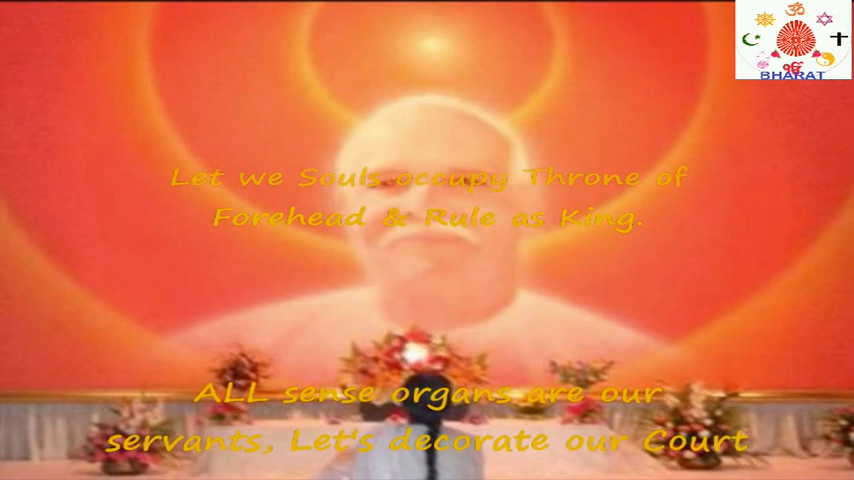 ੴ
BHARAT
Let we Souls occupy Throne of
Forehead & Rule as King.
ALL sense organs are our
servants, Let's decorate our Court